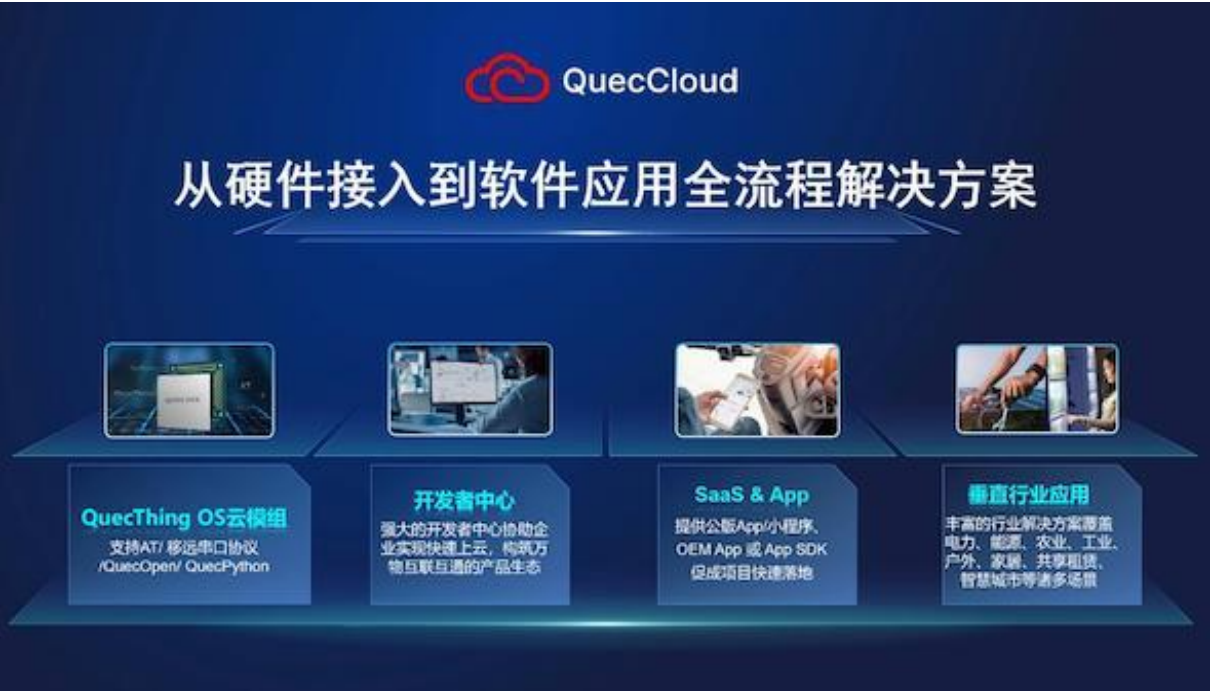 QuecCloud
从硬件接入到软件应用全流程解决方案
QuecThing OS云模组
支持AT/ 移远串口协议
/QuecOpen/ QuecPython
开发者中心
强大的开发者中心协助企
业实现快速上云，构筑万
物互联互通的产品生态
SaaS & App
提供公版App/小程序、
OEM App 或 App SDK
促成项目快速落地
垂直行业应用
丰富的行业解决方案覆盖
电力、能源、农业、工业、
户外、家居、共享租赁、
智慧城市等诸多场景